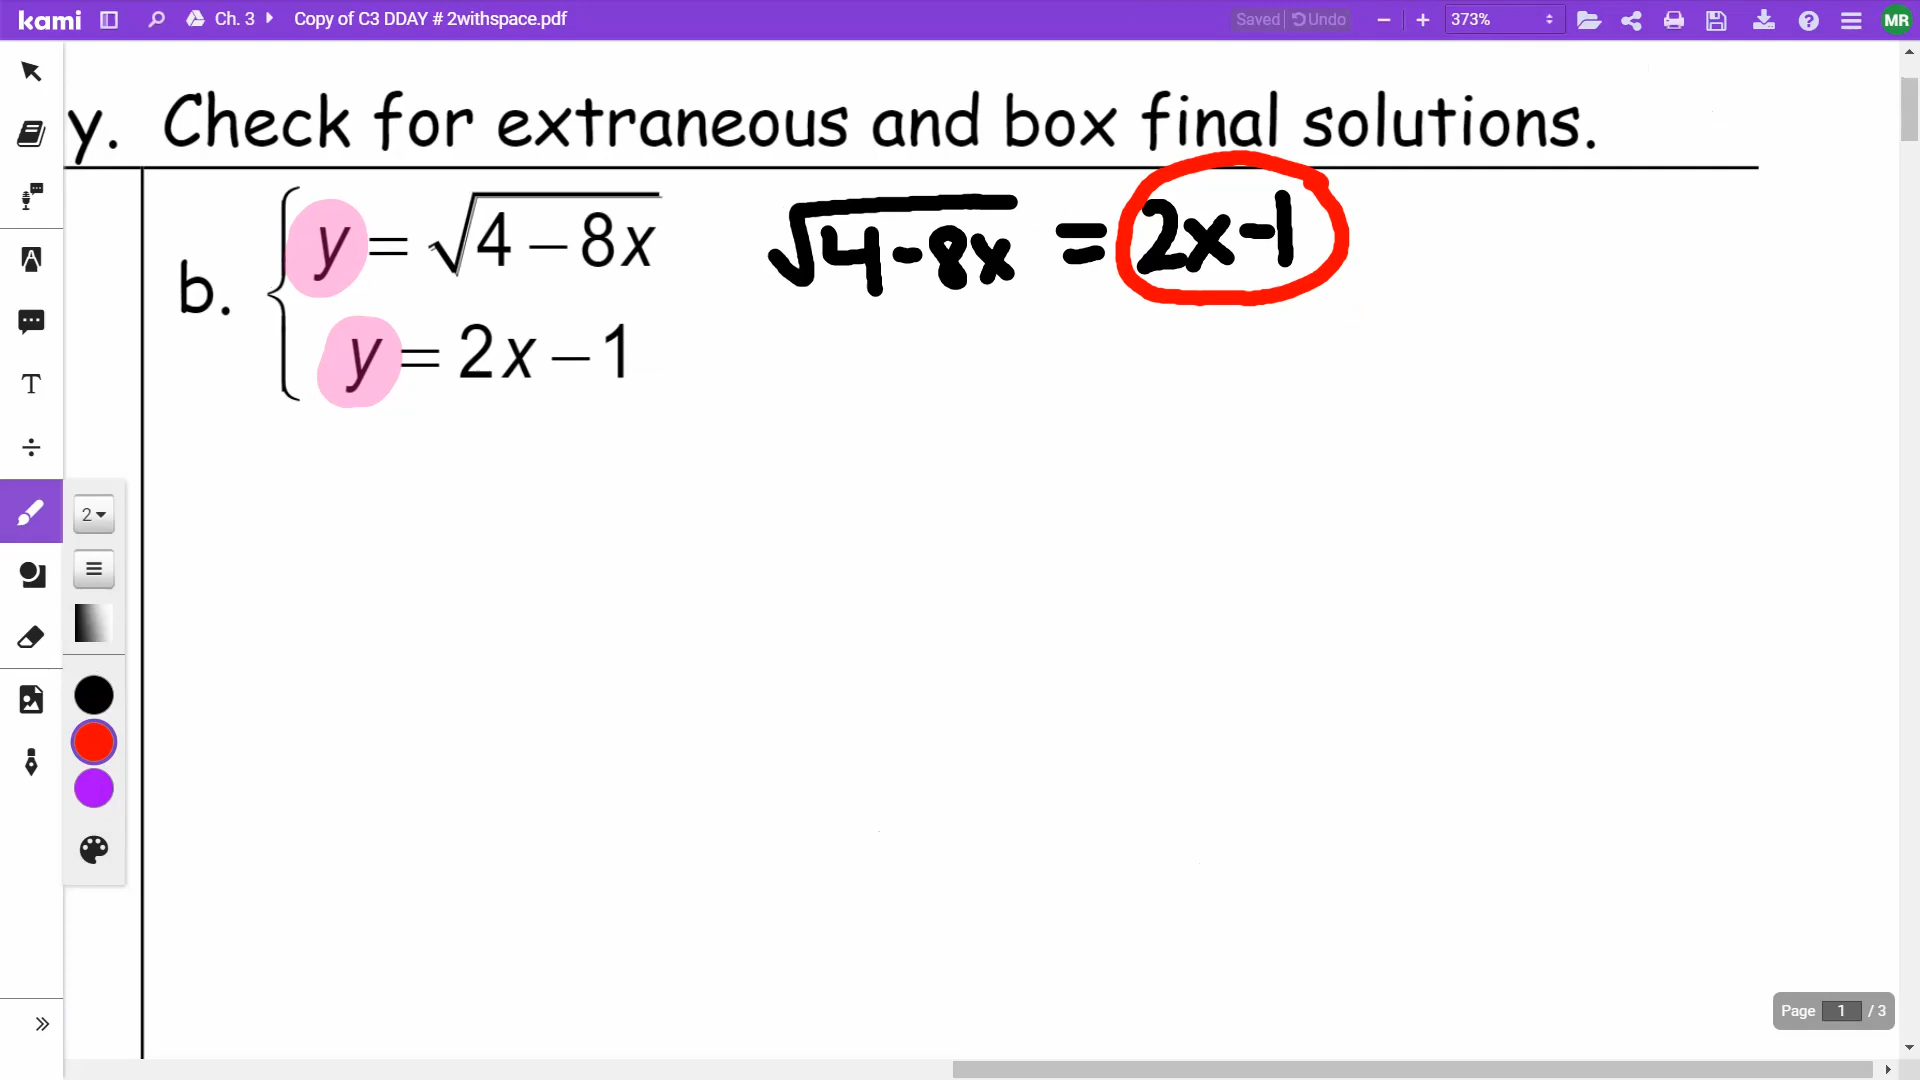 kami Ch. 3 Copy of C3 DDAY # 2withspace.pdf Saved Undo 373% MR
y. Check for extraneous and box final solutions.
b. { y = √4 − 8x
y = 2x − 1
√4-8x = 2x-1
T
2
Page 1 / 3